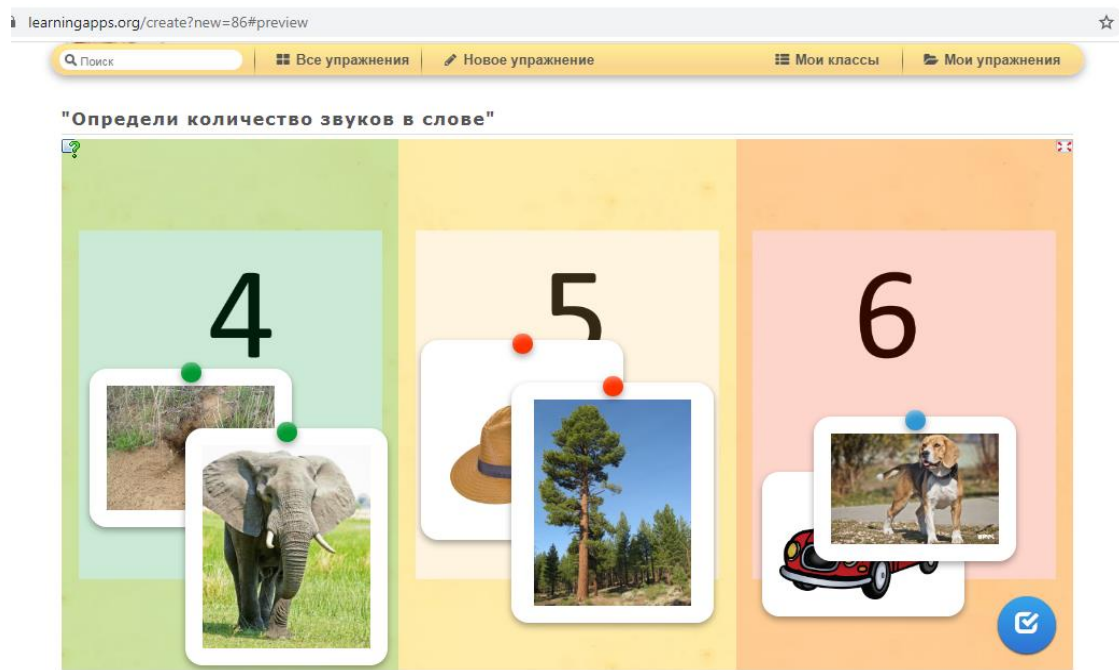 learningapps.org/create?new=86#preview
Поиск Все упражнения Новое упражнение Мои классы Мои упражнения
"Определи количество звуков в слове"
4 5 6